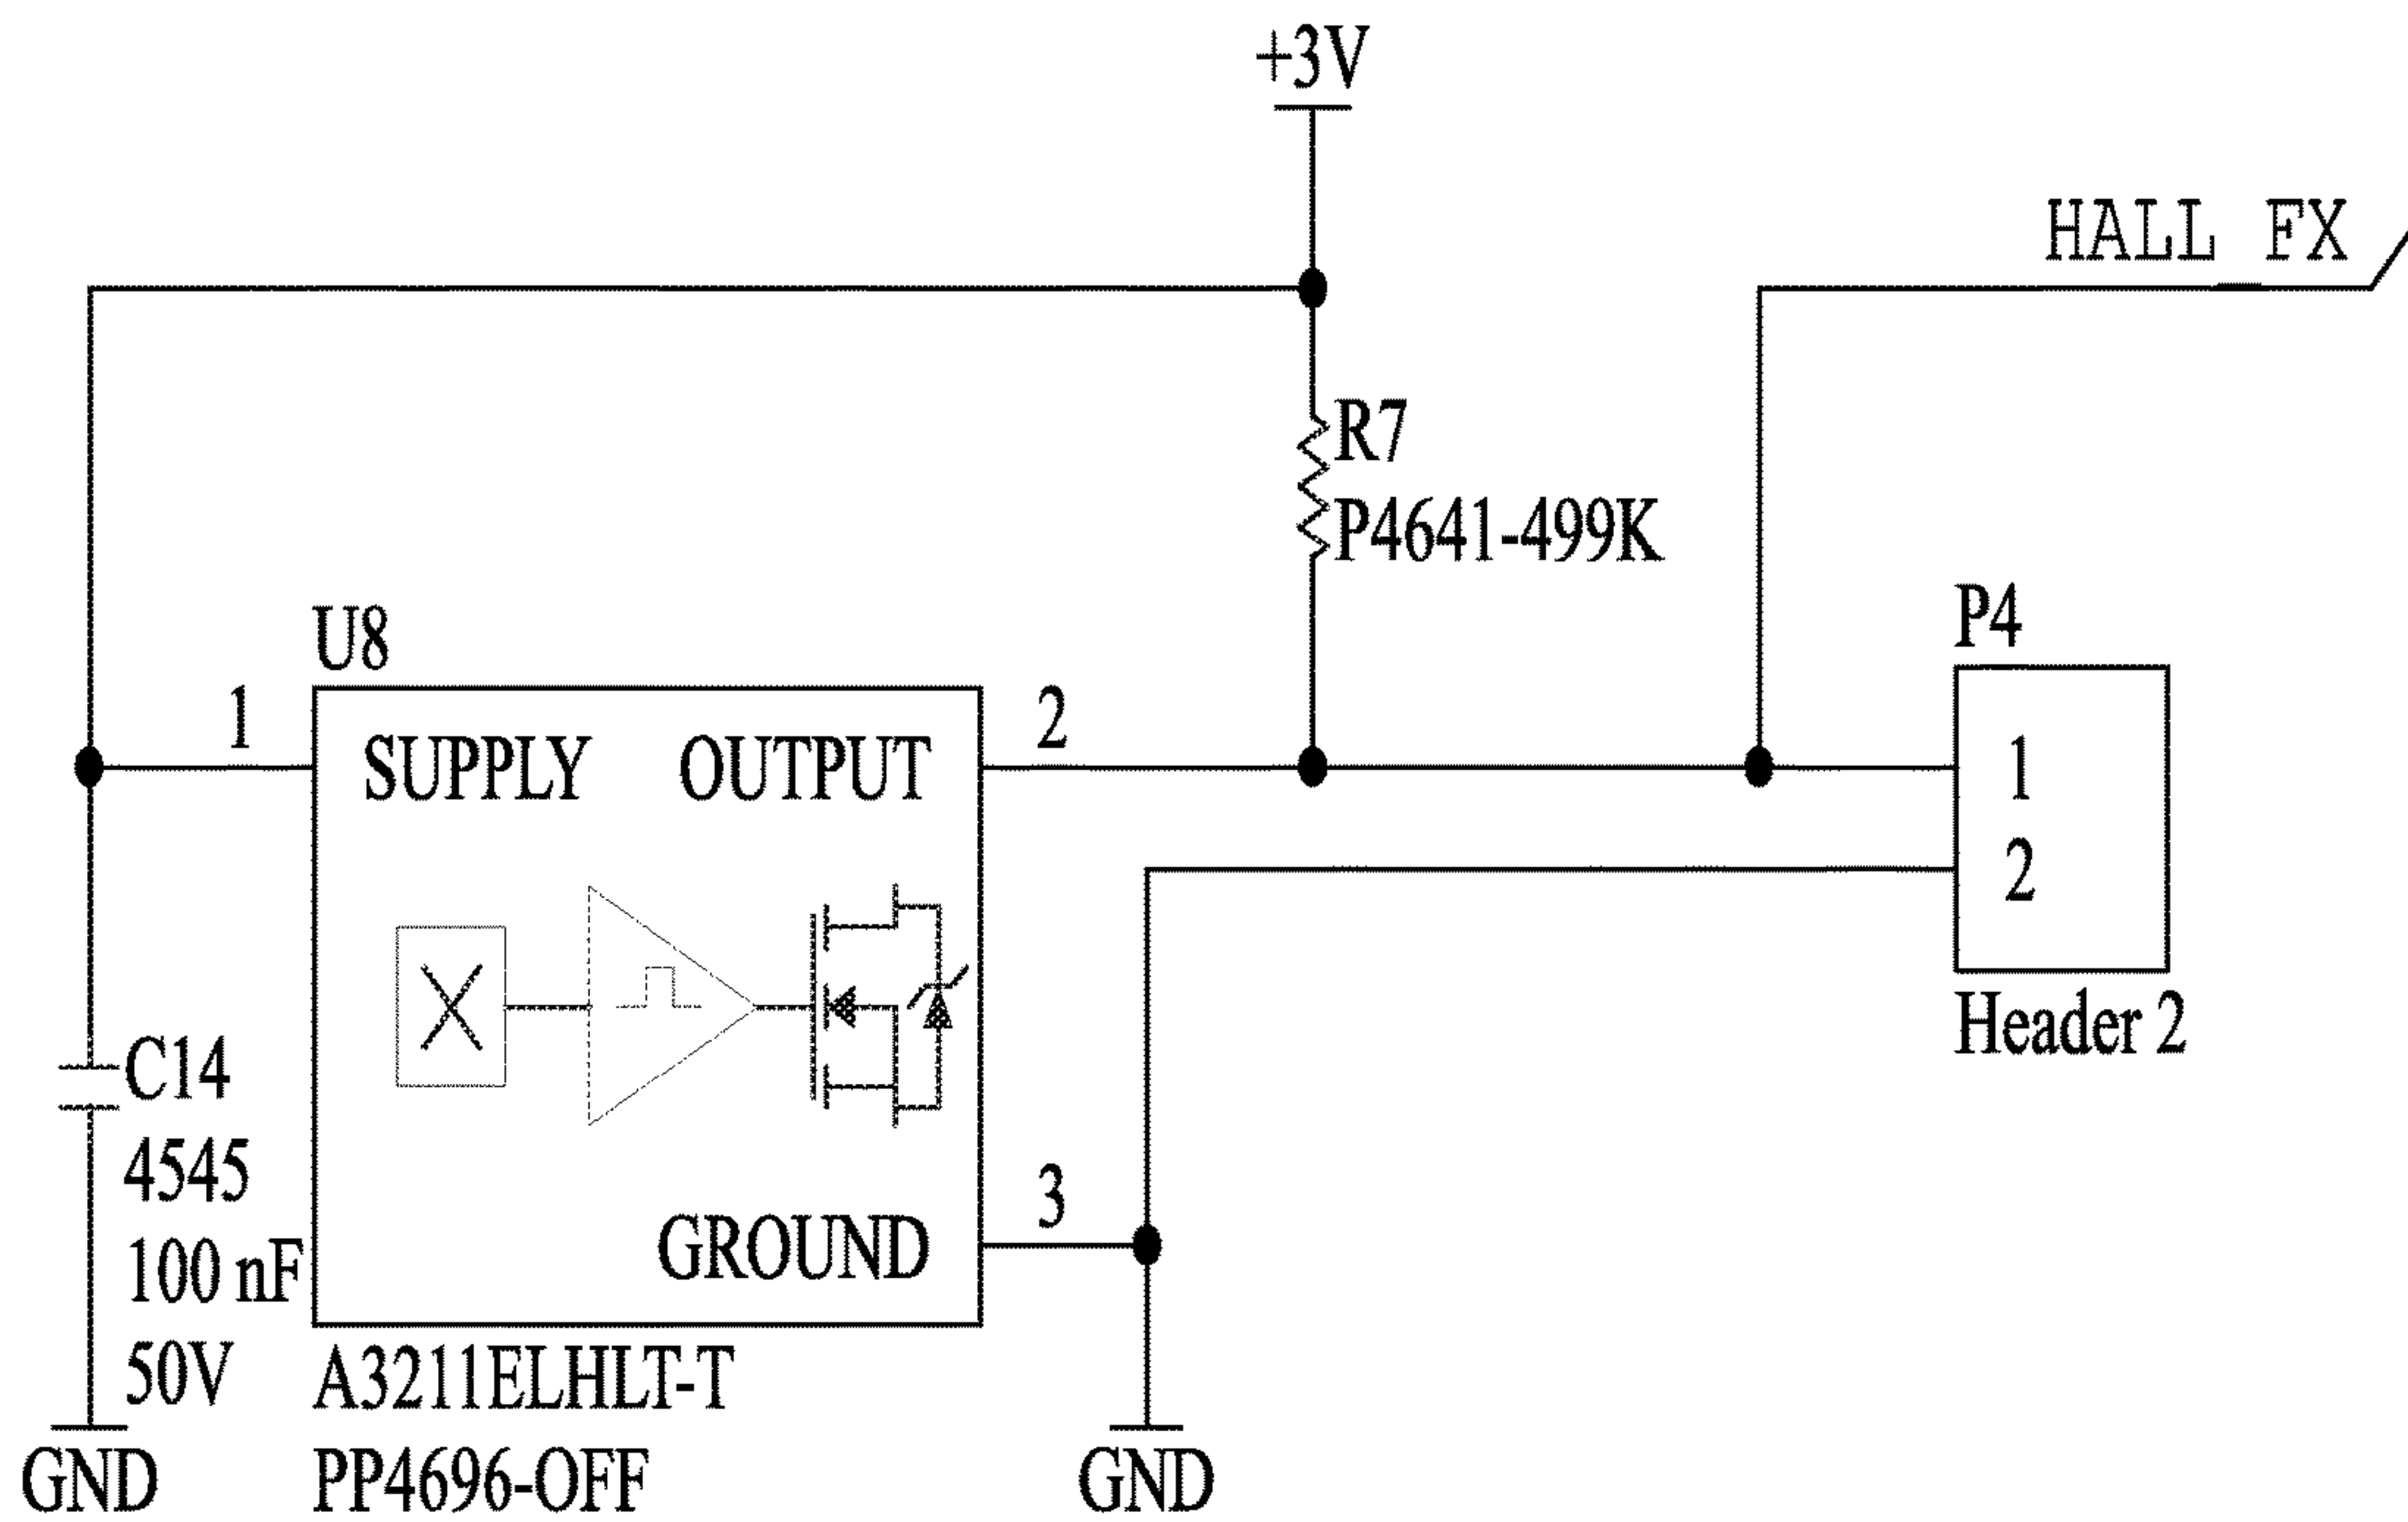 +3V
HALL_FX
R7
P4641-499K
U8
P4
1
2
SUPPLY
OUTPUT
1
2
Header 2
C14
4545
100 nF
50V
3
GROUND
A3211ELHLT-T
PP4696-OFF
GND
GND